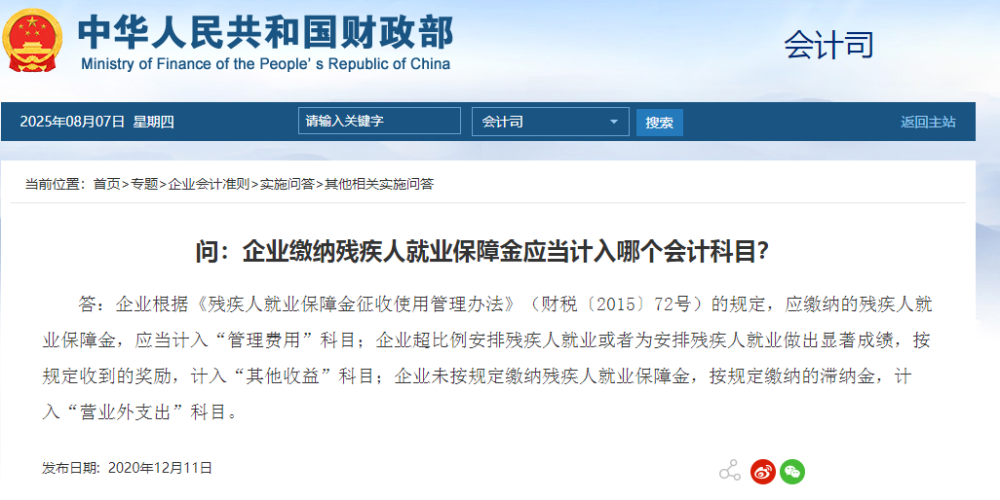 中华人民共和国财政部
Ministry of Finance of the People' s Republic of China
会计司
2025年08月07日 星期四
请输入关键字
会计司
搜索
返回主站
当前位置：首页>专题>企业会计准则>实施问答>其他相关实施问答
问：企业缴纳残疾人就业保障金应当计入哪个会计科目？
答：企业根据《残疾人就业保障金征收使用管理办法》（财税〔2015〕72号）的规定，应缴纳的残疾人就
业保障金，应当计入“管理费用”科目；企业超比例安排残疾人就业或者为安排残疾人就业做出显著成绩，按
规定收到的奖励，计入“其他收益”科目；企业未按规定缴纳残疾人就业保障金，按规定缴纳的滞纳金，计
入“营业外支出”科目。
发布日期：2020年12月11日